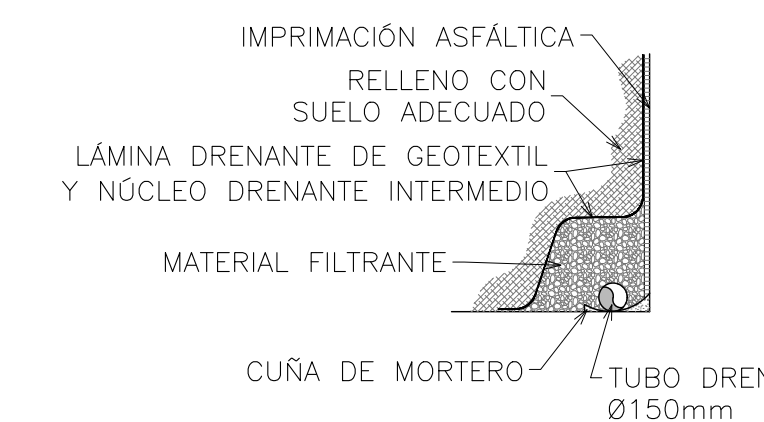 IMPRIMACIÓN ASFÁLTICA
RELLENO CON
SUELO ADECUADO
LÁMINA DRENANTE DE GEOTEXTIL
Y NÚCLEO DRENANTE INTERMEDIO
MATERIAL FILTRANTE
CUÑA DE MORTERO
TUBO
Ø150mm